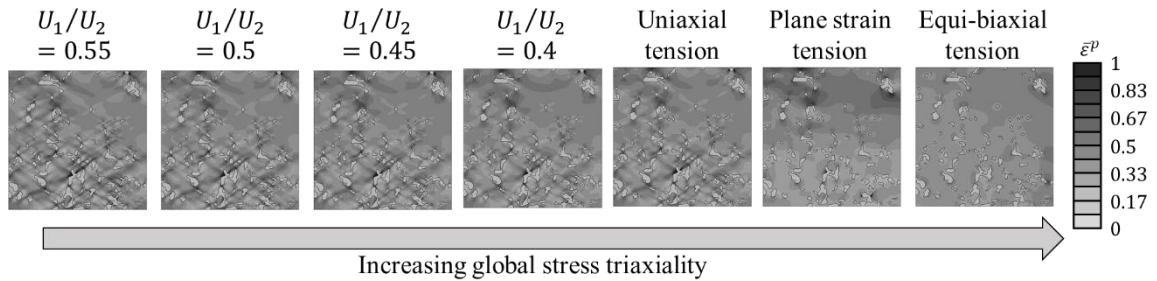 U₁/U₂
= 0.55
U₁/U₂
= 0.5
U₁/U₂
= 0.45
U₁/U₂
= 0.4
Uniaxial
tension
Plane strain
tension
Equi-biaxial
tension
ε̄ᵖ
1
0.83
0.67
0.5
0.33
0.17
0
Increasing global stress triaxiality